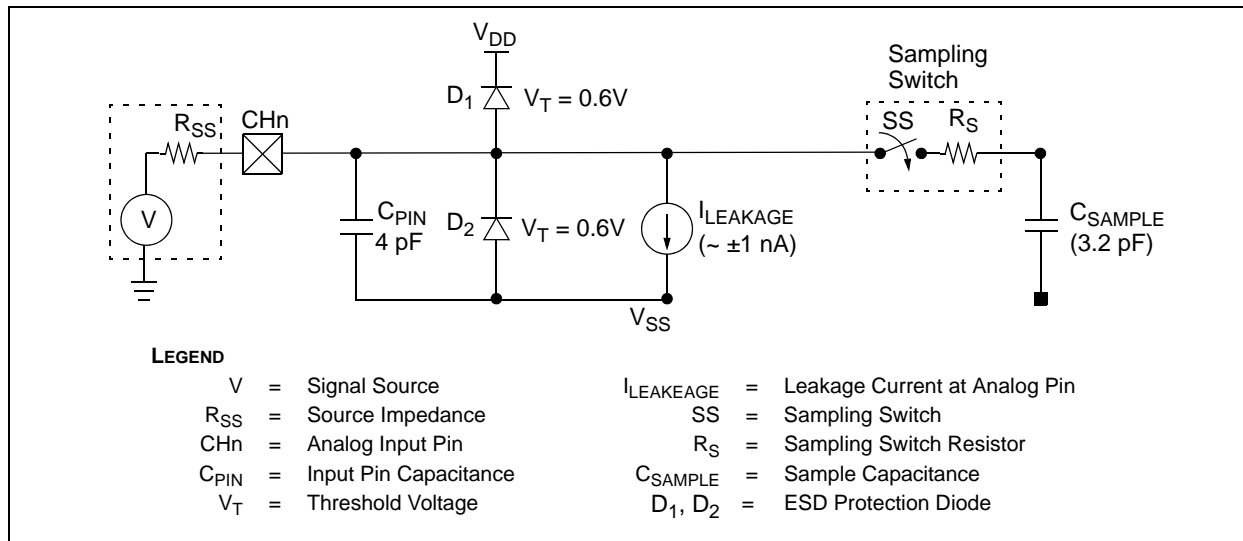 VDD
Sampling
Switch
D1 VT = 0.6V
RSS
CHn
SS
RS
V
CPIN
4 pF
D2 VT = 0.6V
ILEAKAGE
(~ ±1 nA)
CSAMPLE
(3.2 pF)
VSS
LEGEND
V = Signal Source
RSS = Source Impedance
CHn = Analog Input Pin
CPIN = Input Pin Capacitance
VT = Threshold Voltage
ILEAKEAGE = Leakage Current at Analog Pin
SS = Sampling Switch
RS = Sampling Switch Resistor
CSAMPLE = Sample Capacitance
D1, D2 = ESD Protection Diode